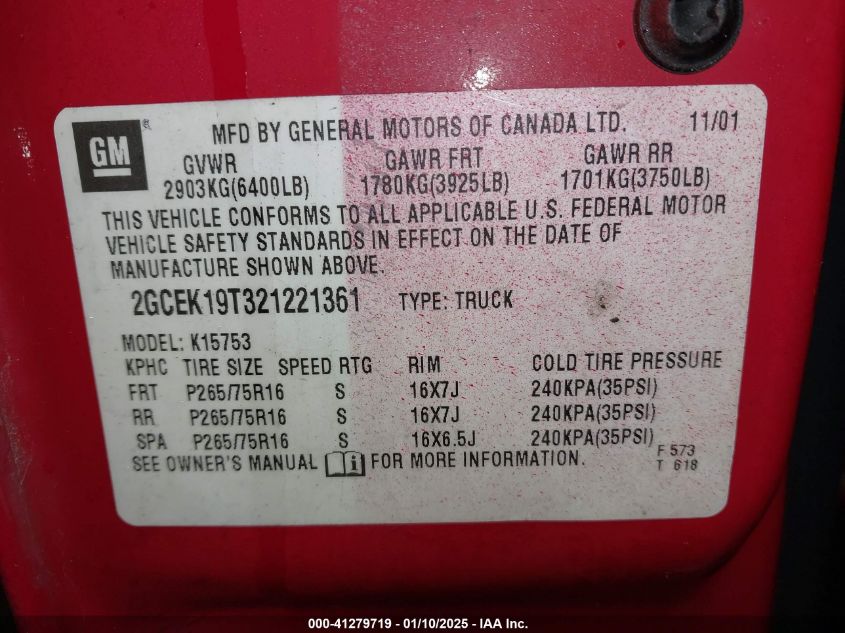 GM MFD BY GENERAL MOTORS OF CANADA LTD. 11/01
GVWR GAWR FRT GAWR RR
2903KG(6400LB) 1780KG(3925LB) 1701KG(3750LB)
THIS VEHICLE CONFORMS TO ALL APPLICABLE U.S. FEDERAL MOTOR
VEHICLE SAFETY STANDARDS IN EFFECT ON THE DATE OF
MANUFACTURE SHOWN ABOVE.
2GCEK19T321221361 TYPE: TRUCK
MODEL: K15753
KPHC TIRE SIZE SPEED RTG RIM COLD TIRE PRESSURE
FRT P265/75R16 S 16X7J 240KPA(35PSI)
RR P265/75R16 S 16X7J 240KPA(35PSI)
SPA P265/75R16 S 16X6.5J 240KPA(35PSI)
SEE OWNER'S MANUAL i FOR MORE INFORMATION.
F 573
T 618
000-41279719 — 01/10/2025 — IAA Inc.